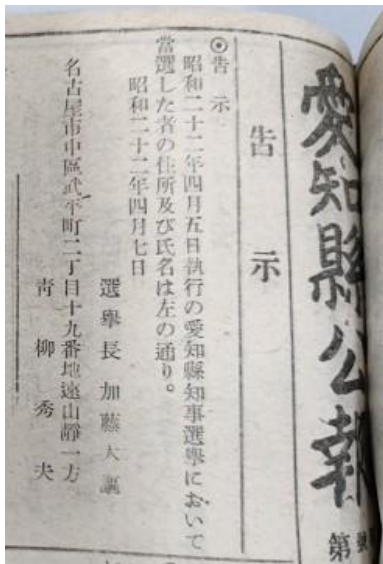 愛知縣公報
第
告示
◎告示
昭和二十二年四月五日執行の愛知縣知事選擧において
當選した者の住所及び氏名は左の通り。
昭和二十二年四月七日
選擧長 加藤大
名古屋市中區武平町二丁目十九番地遠山靜一方
靑柳秀夫